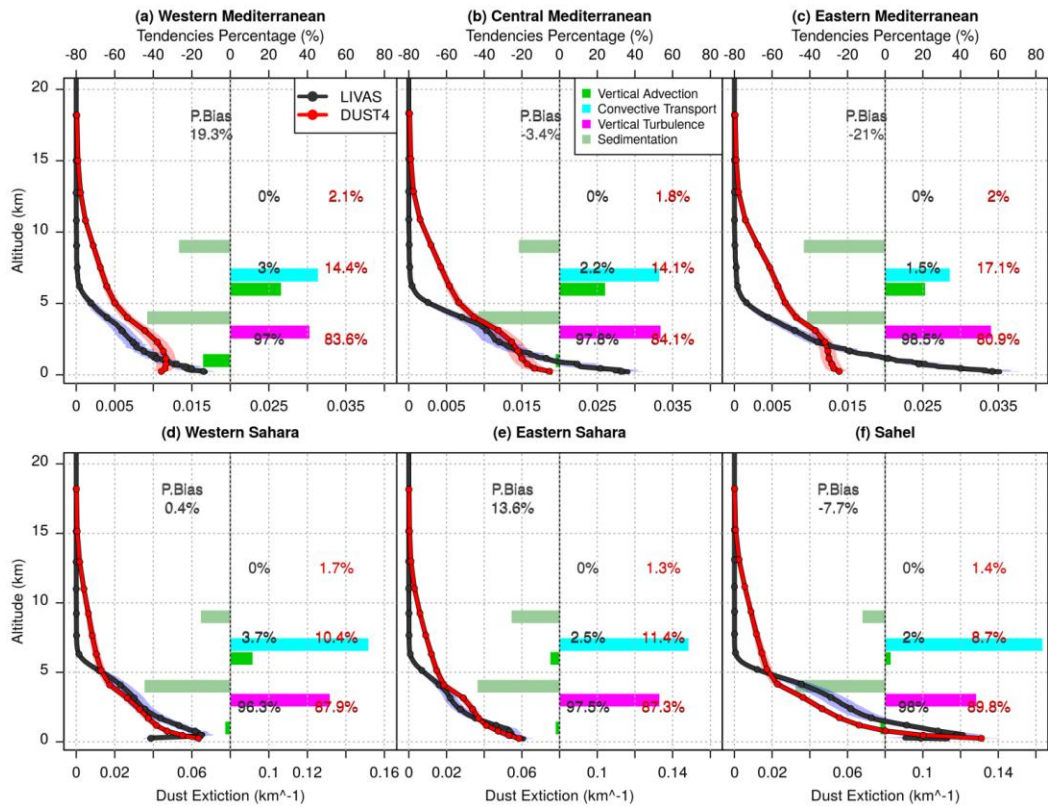 (a) Western Mediterranean
Tendencies Percentage (%)
-80 -60 -40 -20 0 20 40 60 80
(b) Central Mediterranean
Tendencies Percentage (%)
-80 -60 -40 -20 0 20 40 60 80
(c) Eastern Mediterranean
Tendencies Percentage (%)
-80 -60 -40 -20 0 20 40 60 80
Altitude (km)
20
15
10
5
0
LIVAS
DUST4
P.Bias
19.3%
0% 2.1%
3% 14.4%
97% 83.6%
0 0.005 0.015 0.025 0.035
Vertical Advection
Convective Transport
Vertical Turbulence
Sedimentation
P.Bias
-3.4%
0% 1.8%
2.2% 14.1%
97.8% 84.1%
0 0.005 0.015 0.025 0.035
P.Bias
-21%
0% 2%
1.5% 17.1%
98.5% 80.9%
0 0.005 0.015 0.025 0.035
(d) Western Sahara
(e) Eastern Sahara
(f) Sahel
Altitude (km)
20
15
10
5
0
P.Bias
0.4%
0% 1.7%
3.7% 10.4%
96.3% 87.9%
0 0.02 0.06 0.1 0.12 0.16
Dust Extiction (km^-1)
P.Bias
13.6%
0% 1.3%
2.5% 11.4%
97.5% 87.3%
0 0.02 0.06 0.1 0.14
Dust Extiction (km^-1)
P.Bias
-7.7%
0% 1.4%
2% 8.7%
98% 89.8%
0 0.02 0.06 0.1 0.14
Dust Extiction (km^-1)